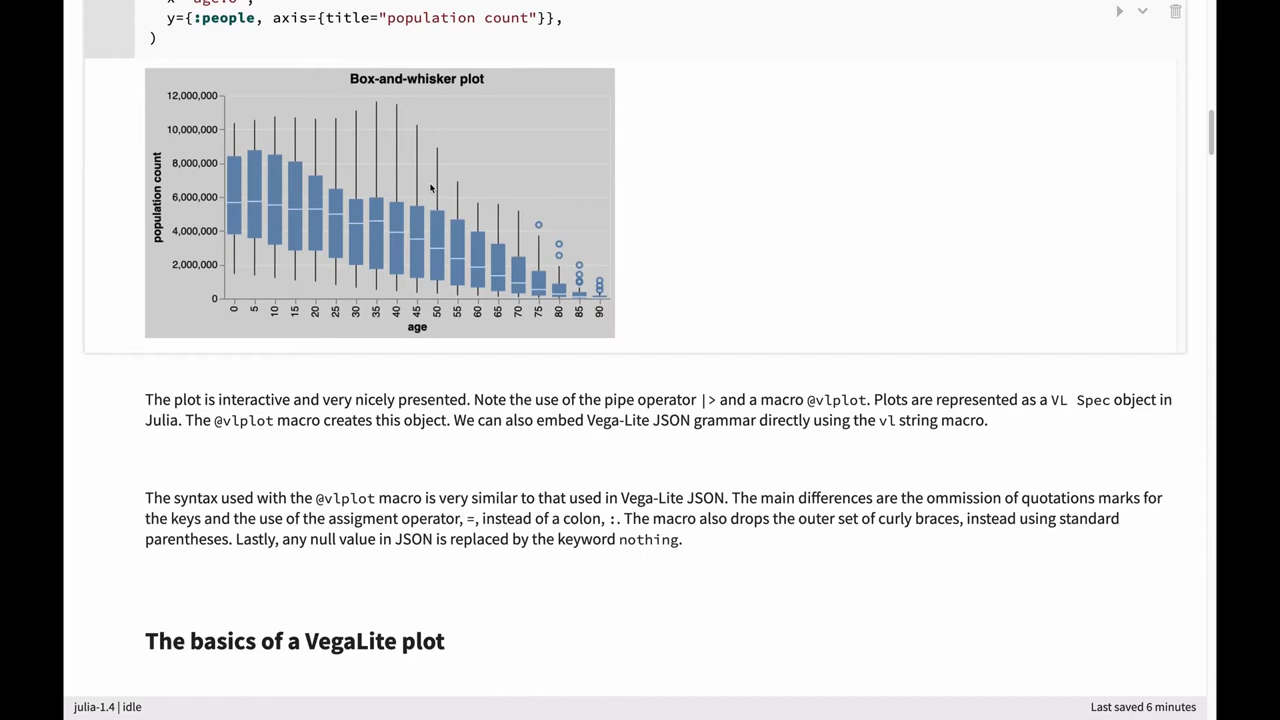 x="age:o",
y={:people, axis={title="population count"}},
)
Box-and-whisker plot
12,000,000
10,000,000
8,000,000
6,000,000
4,000,000
2,000,000
0
population count
0 5 10 15 20 25 30 35 40 45 50 55 60 65 70 75 80 85 90
age
The plot is interactive and very nicely presented. Note the use of the pipe operator |> and a macro @vlplot. Plots are represented as a VL Spec object in
Julia. The @vlplot macro creates this object. We can also embed Vega-Lite JSON grammar directly using the vl string macro.
The syntax used with the @vlplot macro is very similar to that used in Vega-Lite JSON. The main differences are the ommission of quotations marks for
the keys and the use of the assigment operator, =, instead of a colon, :. The macro also drops the outer set of curly braces, instead using standard
parentheses. Lastly, any null value in JSON is replaced by the keyword nothing.
The basics of a VegaLite plot
julia-1.4 | idle
Last saved 6 minutes